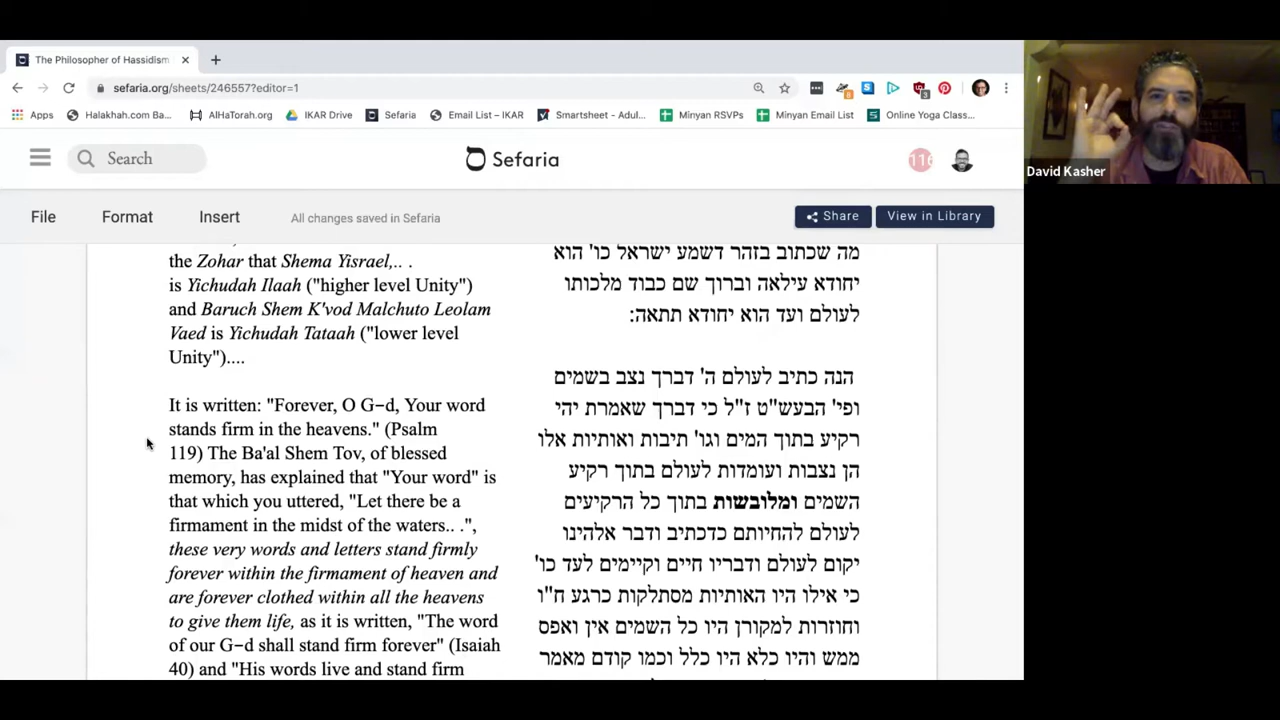 The Philosopher of Hassidism
sefaria.org/sheets/246557?editor=1
Apps
Halakhah.com Ba...
AlHaTorah.org
IKAR Drive
Sefaria
Email List – IKAR
Smartsheet - Adul...
Minyan RSVPs
Minyan Email List
Online Yoga Clas...
Search
Sefaria
116
David Kasher
File
Format
Insert
All changes saved in Sefaria
Share
View in Library
the Zohar that Shema Yisrael,.. .
is Yichudah Ilaah ("higher level Unity")
and Baruch Shem K'vod Malchuto Leolam
Vaed is Yichudah Tataah ("lower level
Unity")....
It is written: "Forever, O G–d, Your word
stands firm in the heavens." (Psalm
119) The Ba'al Shem Tov, of blessed
memory, has explained that "Your word" is
that which you uttered, "Let there be a
firmament in the midst of the waters.. .",
these very words and letters stand firmly
forever within the firmament of heaven and
are forever clothed within all the heavens
to give them life, as it is written, "The word
of our G–d shall stand firm forever" (Isaiah
40) and "His words live and stand firm
מה שכתוב בזהר דשמע ישראל כו' הוא
יחודא עילאה וברוך שם כבוד מלכותו
לעולם ועד הוא יחודא תתאה:
הנה כתיב לעולם ה' דברך נצב בשמים
ופי' הבעש"ט ז"ל כי דברך שאמרת יהי
רקיע בתוך המים וגו' תיבות ואותיות אלו
הן נצבות ועומדות לעולם בתוך רקיע
השמים ומלובשות בתוך כל הרקיעים
לעולם להחיותם כדכתיב ודבר אלהינו
יקום לעולם ודבריו חיים וקיימים לעד כו'
כי אילו היו האותיות מסתלקות כרגע ח"ו
וחוזרות למקורן היו כל השמים אין ואפס
ממש והיו כלא היו כלל וכמו קודם מאמר